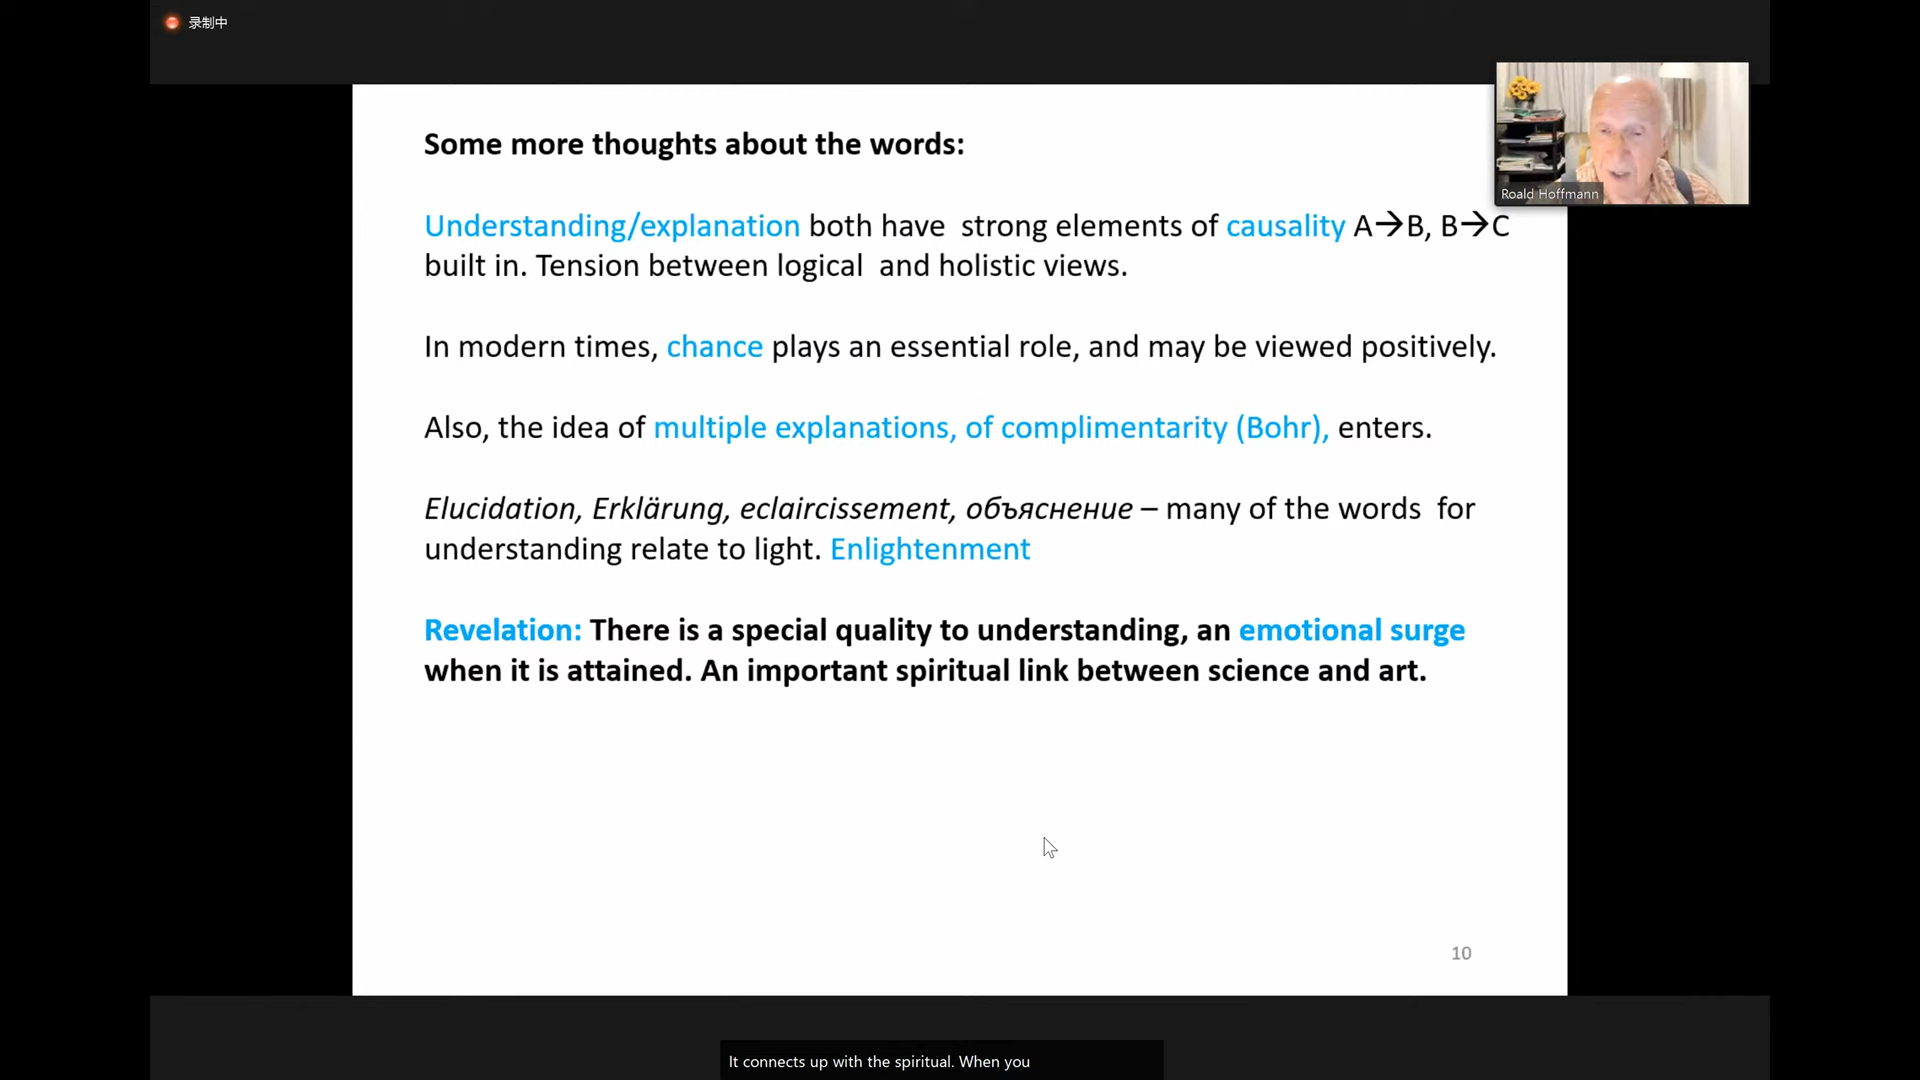 录制中
Roald Hoffmann
Some more thoughts about the words:
Understanding/explanation both have strong elements of causality A→B, B→C
built in. Tension between logical and holistic views.
In modern times, chance plays an essential role, and may be viewed positively.
Also, the idea of multiple explanations, of complimentarity (Bohr), enters.
Elucidation, Erklärung, eclaircissement, объяснение – many of the words for
understanding relate to light. Enlightenment
Revelation: There is a special quality to understanding, an emotional surge
when it is attained. An important spiritual link between science and art.
10
It connects up with the spiritual. When you